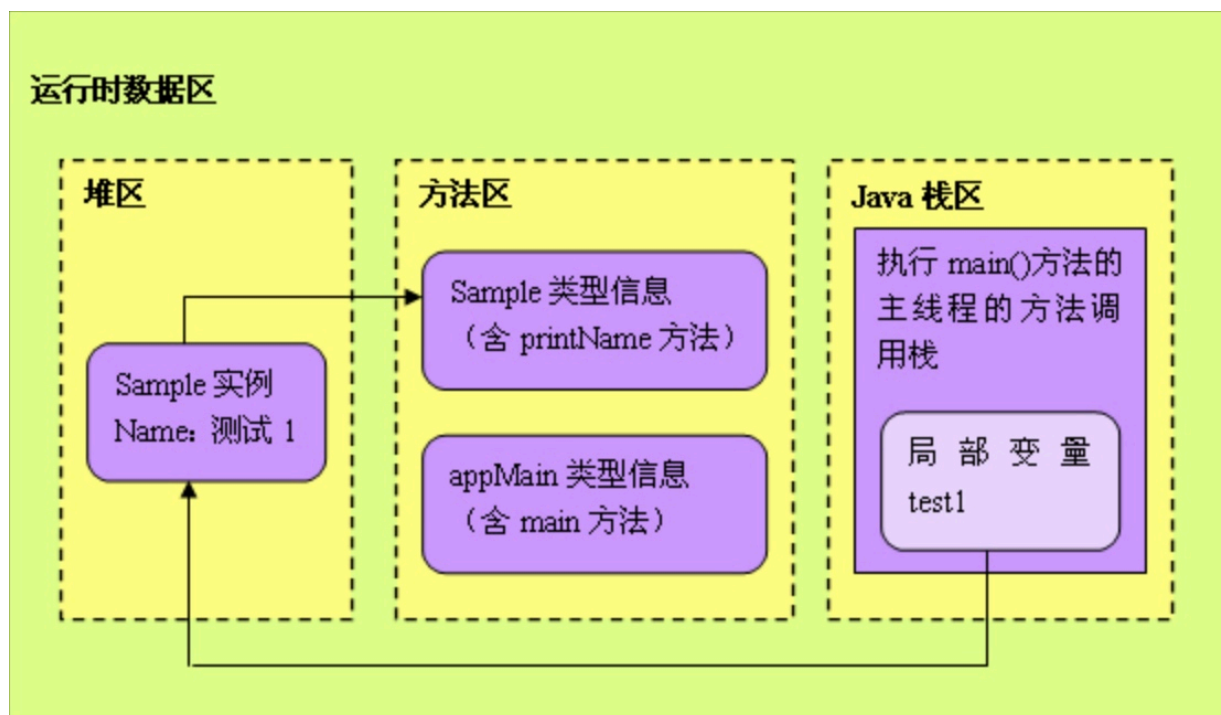 运行时数据区
堆区
Sample 实例
Name：测试 1
方法区
Sample 类型信息
（含 printName 方法）
appMain 类型信息
（含 main 方法）
Java 栈区
执行 main()方法的
主线程的方法调
用栈
局部变量
test1